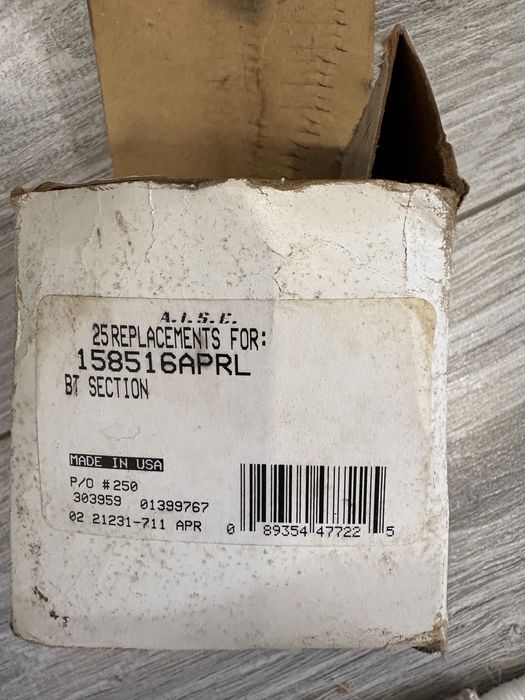 A.I.S.E.
25 REPLACEMENTS FOR:
158516APRL
BT SECTION
MADE IN USA
P/O #250
303959 01399767
02 21231-711 APR
0 89354 47722 5